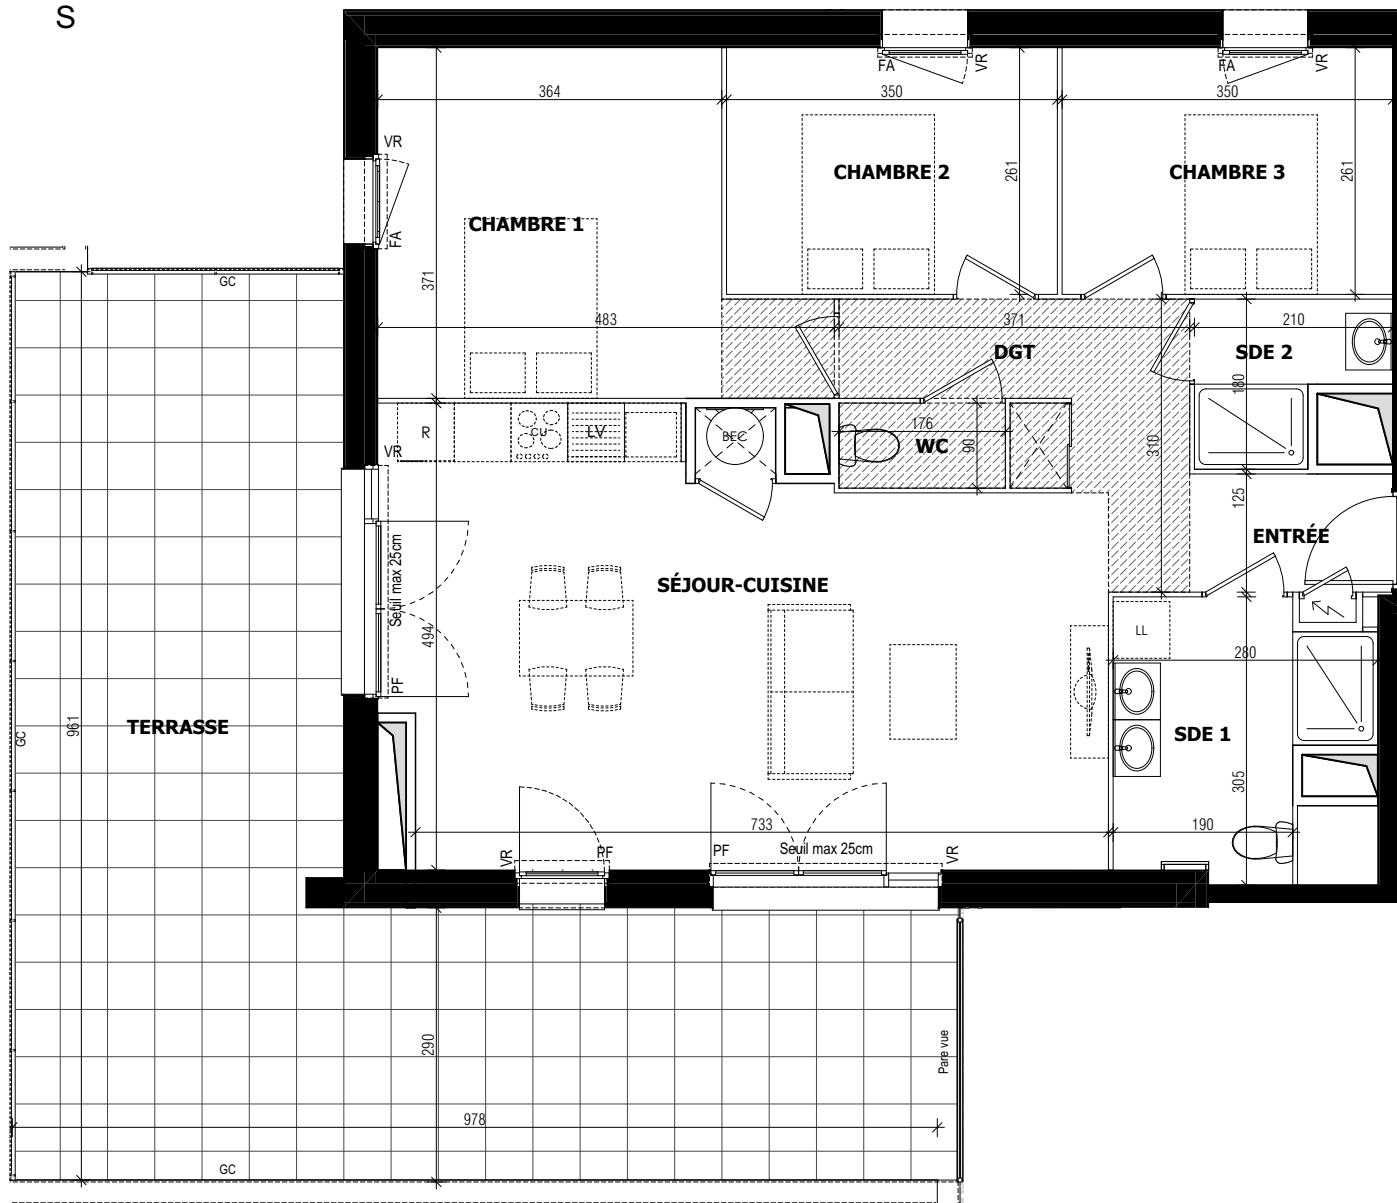 S
FA
VR
FA
VR
364
350
350
VR
CHAMBRE 2
261
CHAMBRE 3
261
CHAMBRE 1
FA
371
GC
483
371
210
DGT
SDE 2
180
R
CU
LV
BEC
176
WC
90
310
VR
125
ENTRÉE
Seuil max 25cm
SÉJOUR-CUISINE
494
LL
280
PF
TERRASSE
961
GC
SDE 1
305
733
190
VR
PF
PF
Seuil max 25cm
VR
290
Pare vue
978
GC